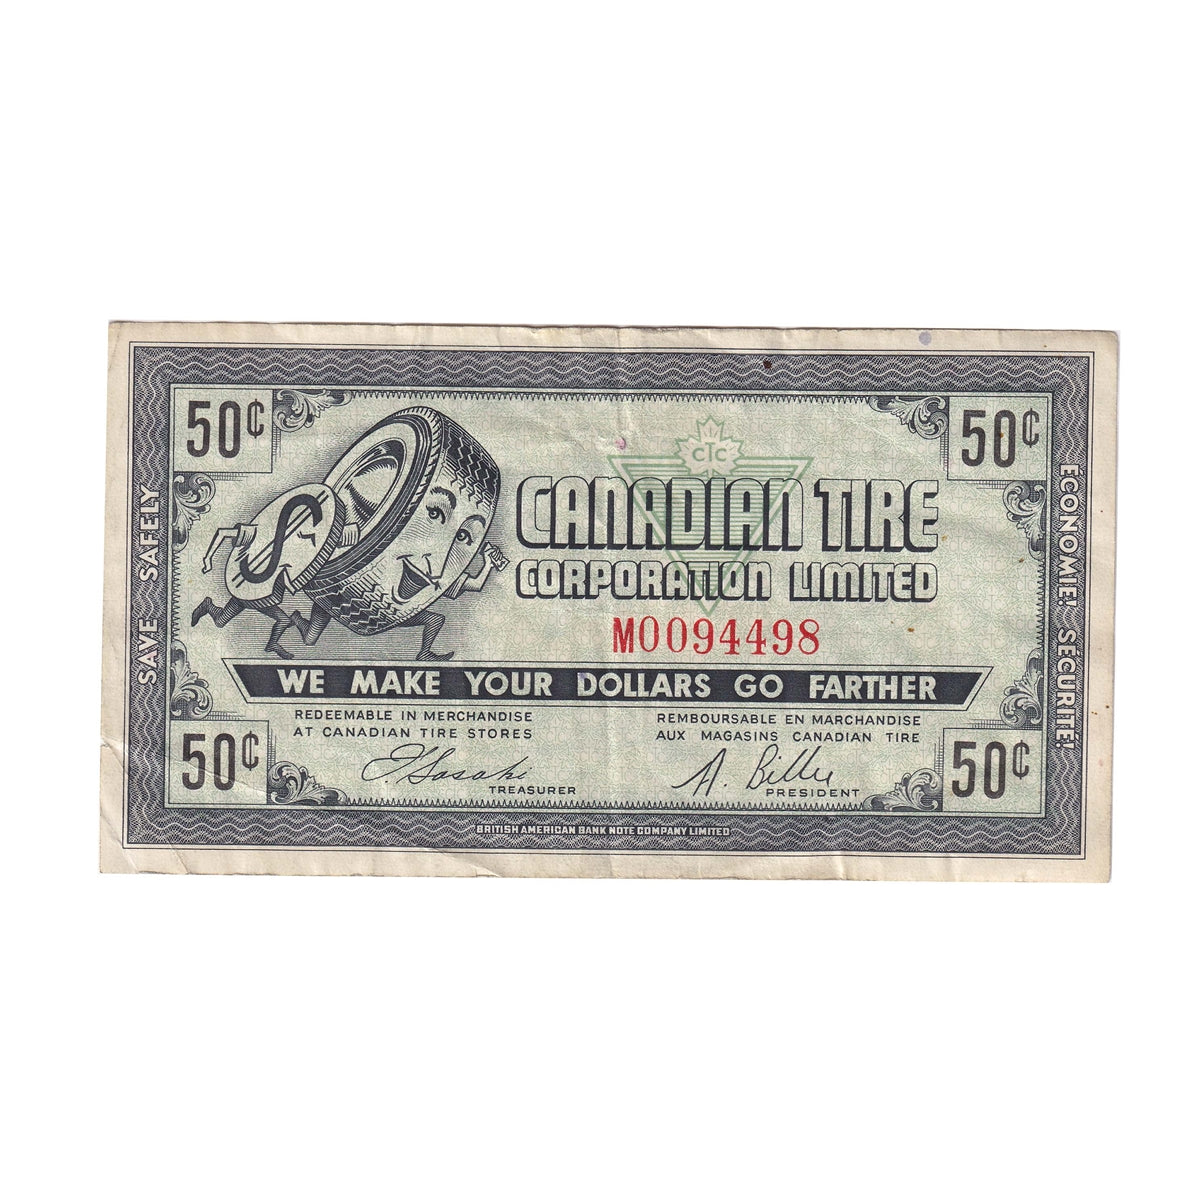 50¢
50¢
SAVE SAFELY
ÉCONOMIE! SÉCURITÉ!
S
CTC
CANADIAN TIRE
CORPORATION LIMITED
M0094498
WE MAKE YOUR DOLLARS GO FARTHER
REDEEMABLE IN MERCHANDISE
AT CANADIAN TIRE STORES
REMBOURSABLE EN MARCHANDISE
AUX MAGASINS CANADIAN TIRE
50¢
50¢
TREASURER
A. Billes
PRESIDENT
BRITISH AMERICAN BANK NOTE COMPANY LIMITED